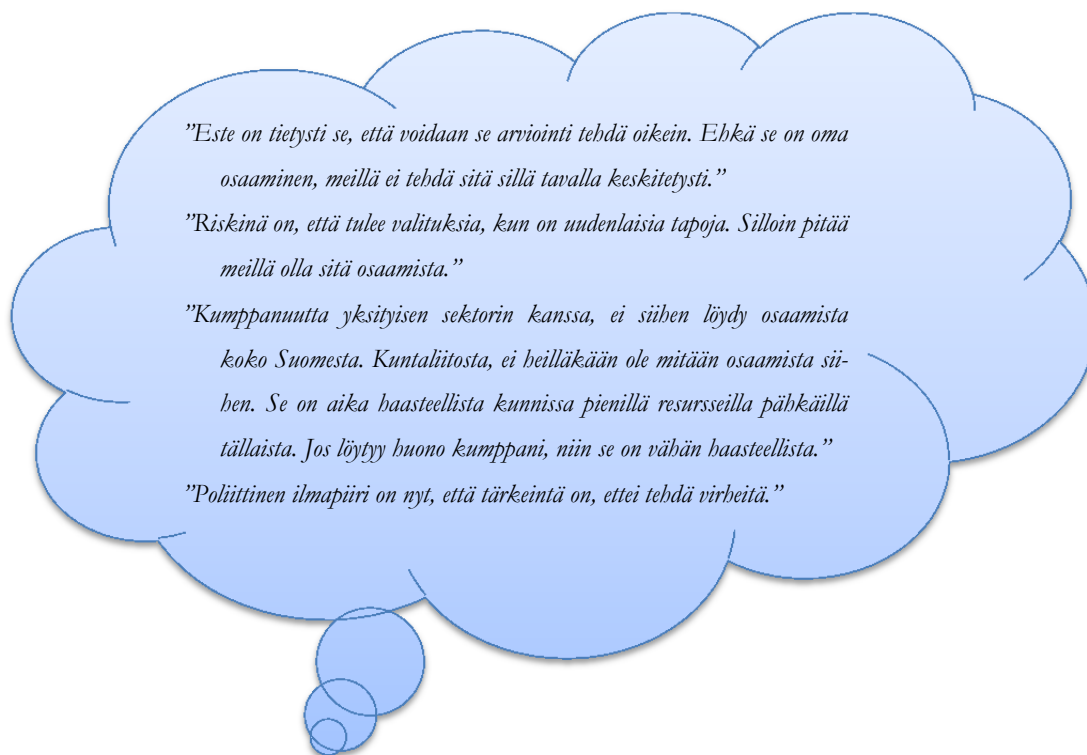 ”Este on tietysti se, että voidaan se arviointi tehdä oikein. Ehkä se on oma
osaaminen, meillä ei tehdä sitä sillä tavalla keskitetysti.”
”Riskinä on, että tulee valituksia, kun on uudenlaisia tapoja. Silloin pitää
meillä olla sitä osaamista.”
”Kumppanuutta yksityisen sektorin kanssa, ei siihen löydy osaamista
koko Suomesta. Kuntaliitosta, ei heilläkään ole mitään osaamista sii-
hen. Se on aika haasteellista kunnissa pienillä resursseilla pähkäillä
tällaista. Jos löytyy huono kumppani, niin se on vähän haasteellista.”
”Poliittinen ilmapiiri on nyt, että tärkeintä on, ettei tehdä virheitä.”